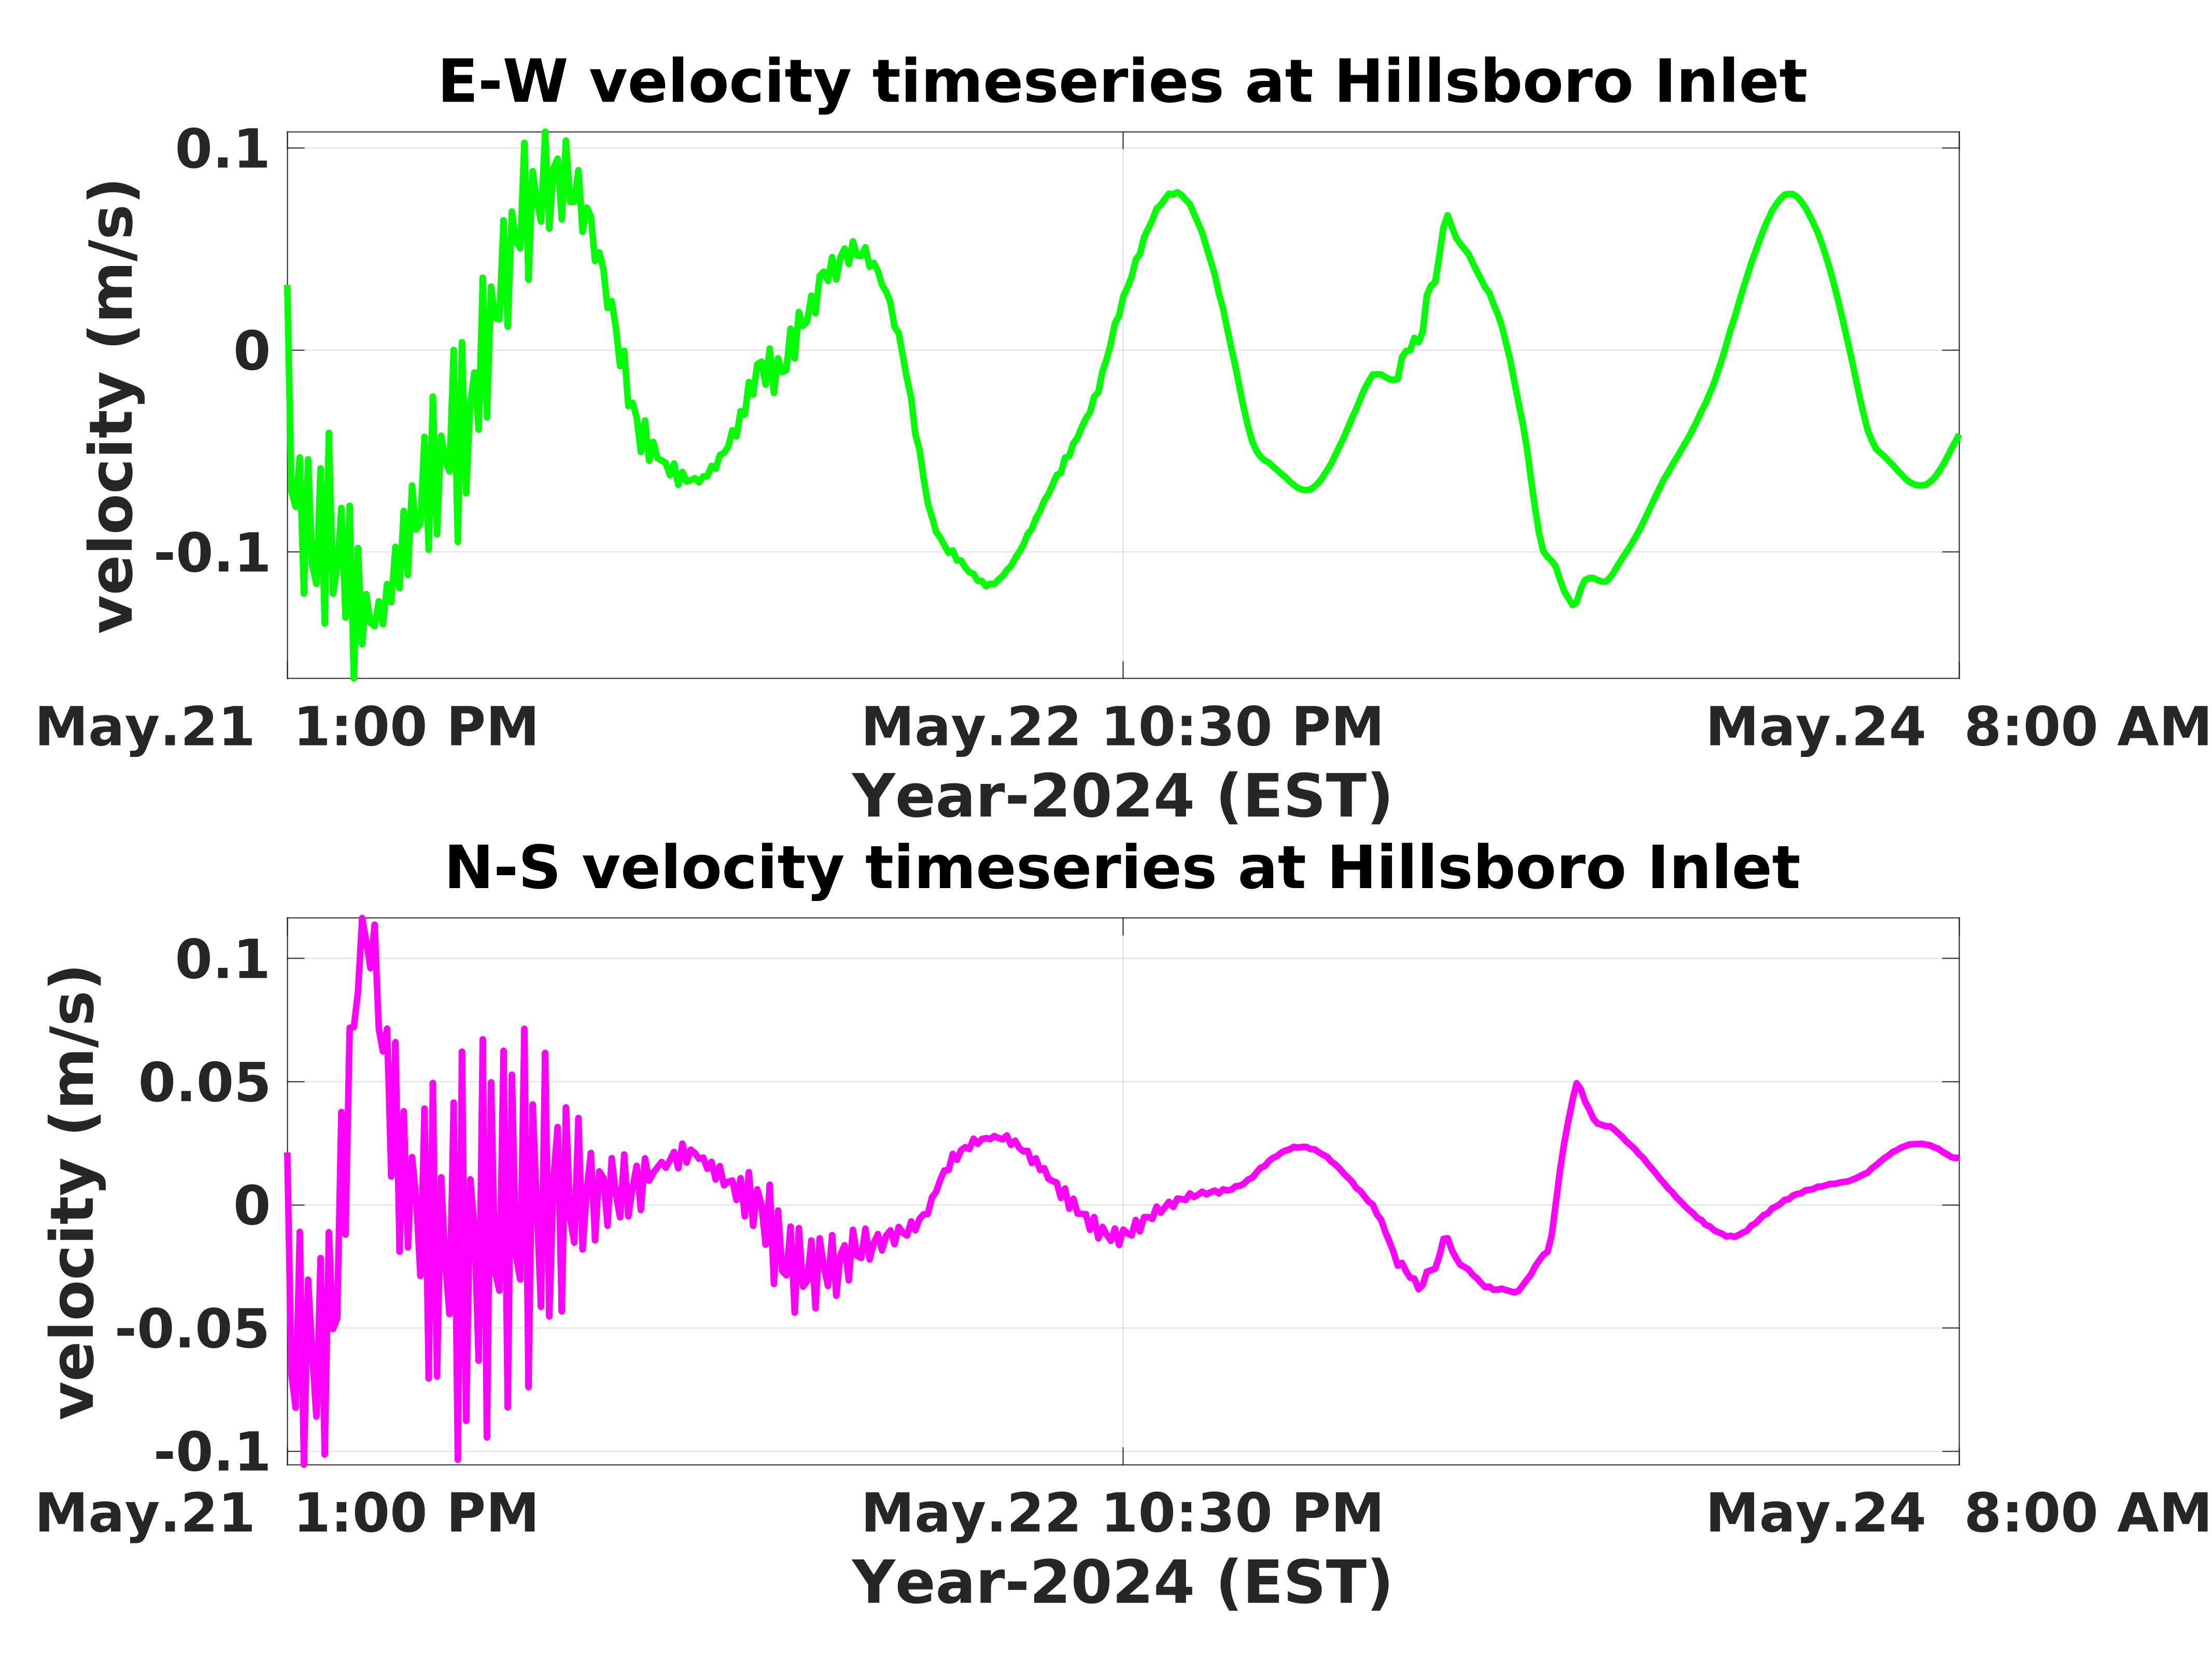 E-W velocity timeseries at Hillsboro Inlet
velocity (m/s)
0.1
0
-0.1
May.21  1:00 PM May.22 10:30 PM May.24  8:00 AM
Year-2024 (EST)
N-S velocity timeseries at Hillsboro Inlet
velocity (m/s)
0.1
0.05
0
-0.05
-0.1
May.21  1:00 PM May.22 10:30 PM May.24  8:00 AM
Year-2024 (EST)